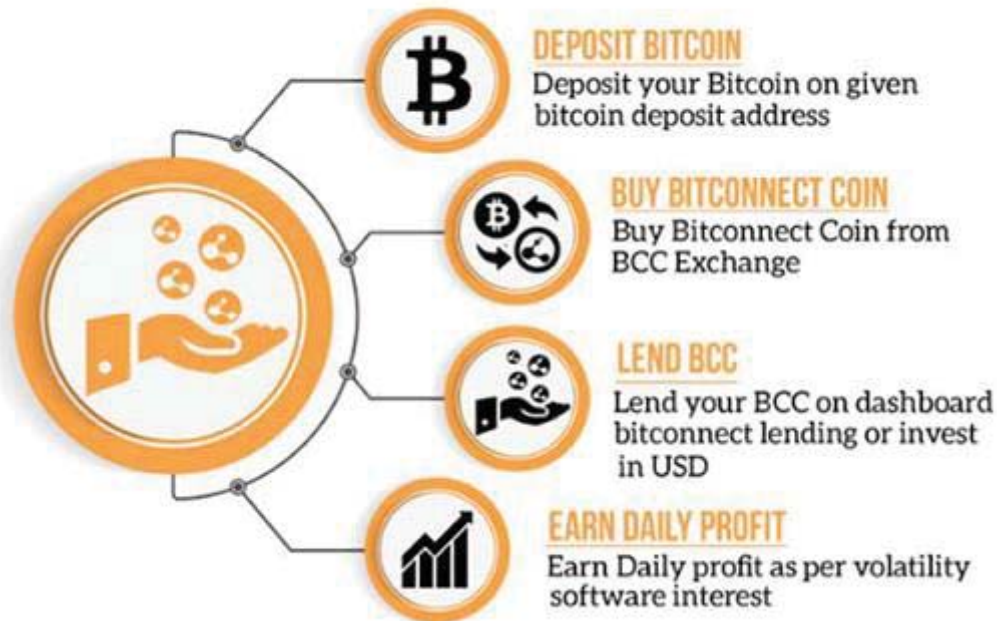 DEPOSIT BITCOIN
Deposit your Bitcoin on given
bitcoin deposit address
BUY BITCONNECT COIN
Buy Bitconnect Coin from
BCC Exchange
LEND BCC
Lend your BCC on dashboard
bitconnect lending or invest
in USD
EARN DAILY PROFIT
Earn Daily profit as per volatility
software interest